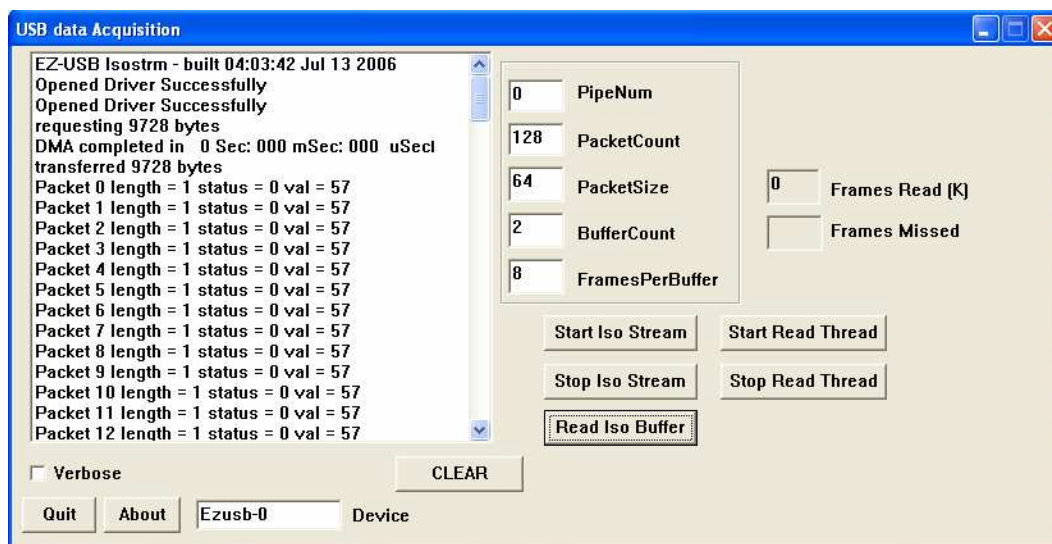 USB data Acquisition
EZ-USB Isostrm - built 04:03:42 Jul 13 2006
Opened Driver Successfully
Opened Driver Successfully
requesting 9728 bytes
DMA completed in 0 Sec: 000 mSec: 000 uSecl
transferred 9728 bytes
Packet 0 length = 1 status = 0 val = 57
Packet 1 length = 1 status = 0 val = 57
Packet 2 length = 1 status = 0 val = 57
Packet 3 length = 1 status = 0 val = 57
Packet 4 length = 1 status = 0 val = 57
Packet 5 length = 1 status = 0 val = 57
Packet 6 length = 1 status = 0 val = 57
Packet 7 length = 1 status = 0 val = 57
Packet 8 length = 1 status = 0 val = 57
Packet 9 length = 1 status = 0 val = 57
Packet 10 length = 1 status = 0 val = 57
Packet 11 length = 1 status = 0 val = 57
Packet 12 length = 1 status = 0 val = 57
0 PipeNum
128 PacketCount
64 PacketSize
2 BufferCount
8 FramesPerBuffer
0 Frames Read (K)
Frames Missed
Start Iso Stream Start Read Thread
Stop Iso Stream Stop Read Thread
Read Iso Buffer
Verbose CLEAR
Quit About Ezusb-0 Device